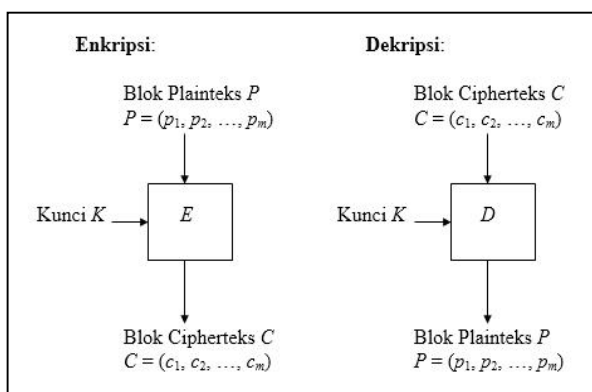 Enkripsi:
Blok Plainteks P
P = (p₁, p₂, …, pₘ)
Kunci K
E
Blok Cipherteks C
C = (c₁, c₂, …, cₘ)
Dekripsi:
Blok Cipherteks C
C = (c₁, c₂, …, cₘ)
Kunci K
D
Blok Plainteks P
P = (p₁, p₂, …, pₘ)